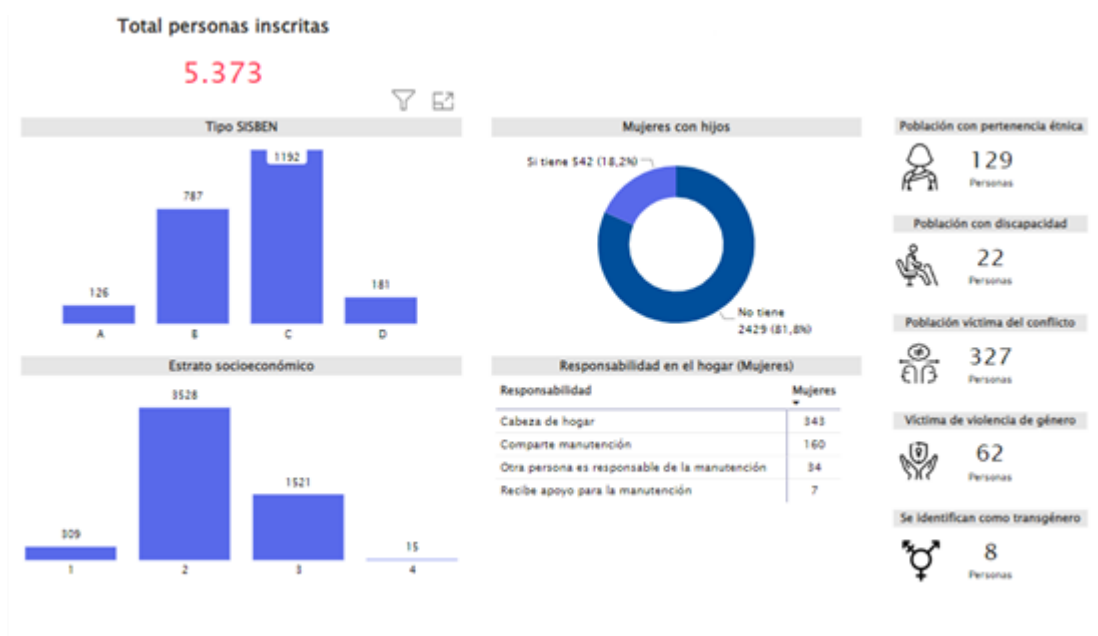 Total personas inscritas
5.373
Tipo SISBEN
1192
787
126
181
A
B
C
D
Mujeres con hijos
Si tiene 542 (18,2%)
No tiene
2429 (81,8%)
Estrato socioeconómico
3528
1521
309
15
1
2
3
4
Responsabilidad en el hogar (Mujeres)
Responsabilidad Mujeres
Cabeza de hogar 343
Comparte manutención 160
Otra persona es responsable de la manutención 34
Recibe apoyo para la manutención 7
Población con pertenencia étnica
129
Personas
Población con discapacidad
22
Personas
Población víctima del conflicto
327
Personas
Víctima de violencia de género
62
Personas
Se identifican como transgénero
8
Personas